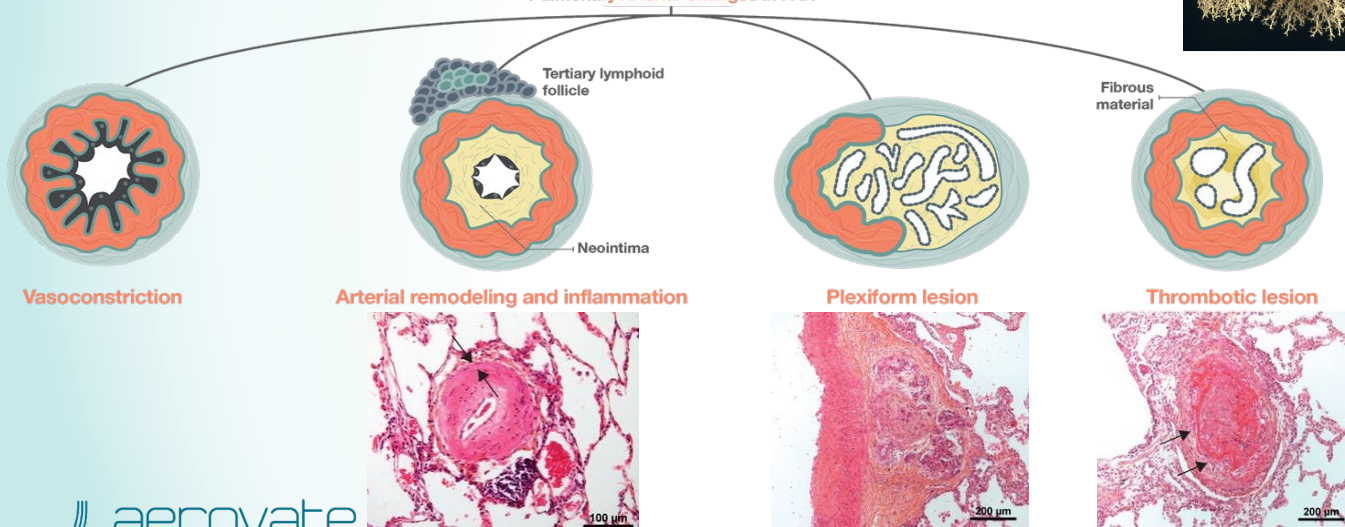 Tertiary lymphoid
follicle
Fibrous
material
Neointima
Vasoconstriction
Arterial remodeling and inflammation
Plexiform lesion
Thrombotic lesion
100 µm
200 µm
200 µm
aerovate